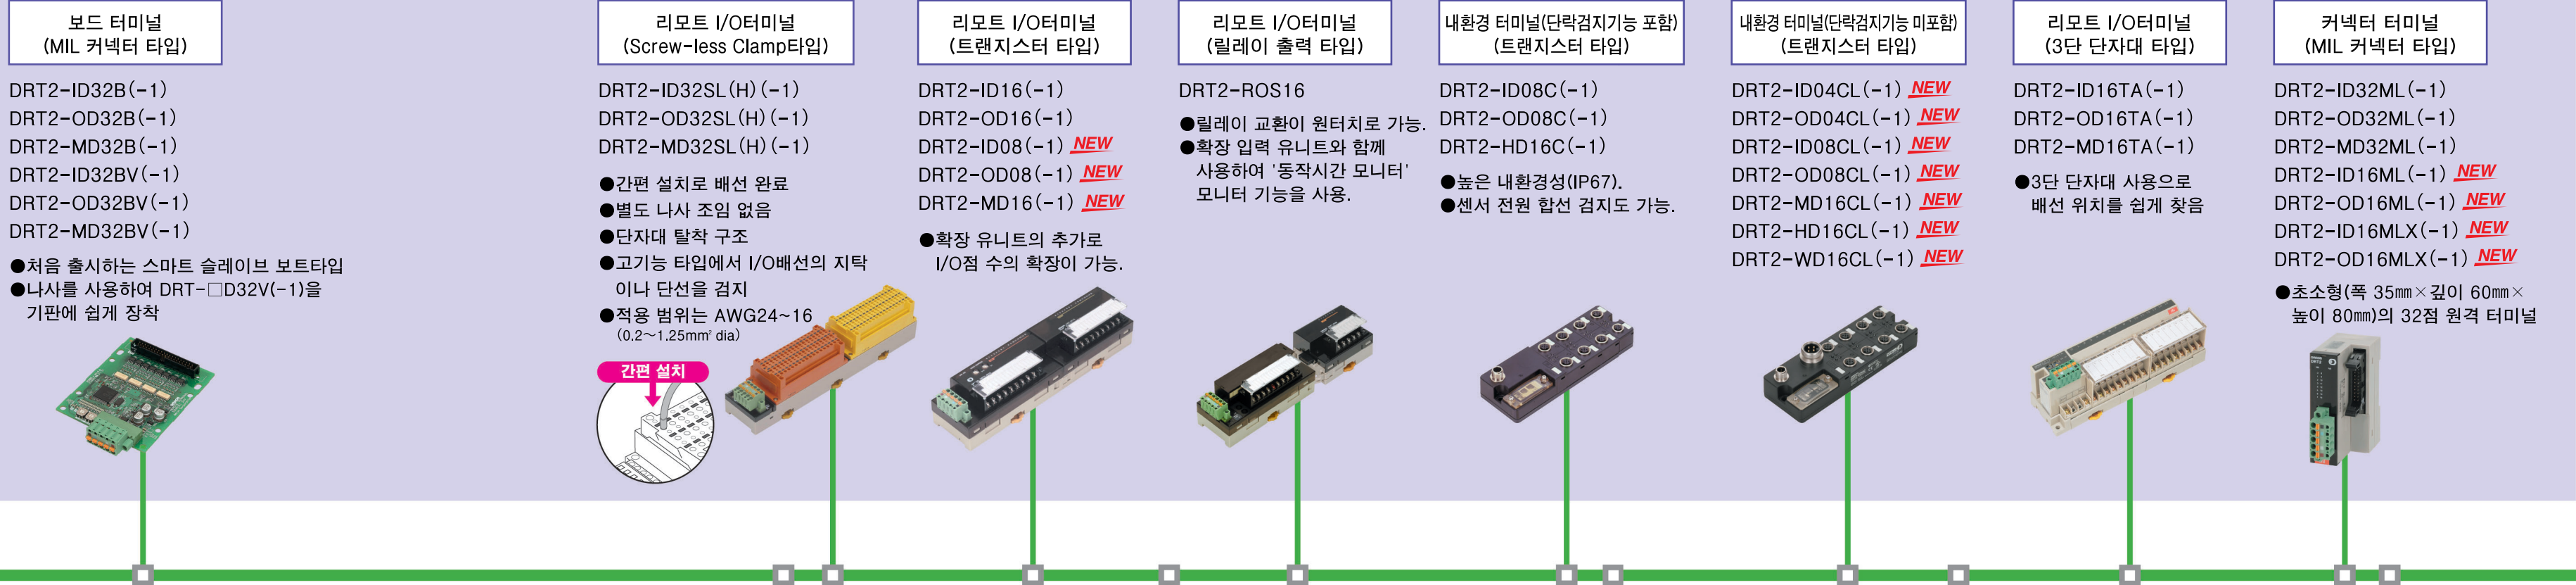 보드 터미널
(MIL 커넥터 타입)
DRT2-ID32B(-1)
DRT2-OD32B(-1)
DRT2-MD32B(-1)
DRT2-ID32BV(-1)
DRT2-OD32BV(-1)
DRT2-MD32BV(-1)
●처음 출시하는 스마트 슬레이브 보트타입
●나사를 사용하여 DRT-□D32V(-1)을
기판에 쉽게 장착
리모트 I/O터미널
(Screw-less Clamp타입)
DRT2-ID32SL(H)(-1)
DRT2-OD32SL(H)(-1)
DRT2-MD32SL(H)(-1)
●간편 설치로 배선 완료
●별도 나사 조임 없음
●단자대 탈착 구조
●고기능 타입에서 I/O배선의 지탁
이나 단선을 검지
●적용 범위는 AWG24~16
(0.2~1.25mm² dia)
간편 설치
리모트 I/O터미널
(트랜지스터 타입)
DRT2-ID16(-1)
DRT2-OD16(-1)
DRT2-ID08(-1) NEW
DRT2-OD08(-1) NEW
DRT2-MD16(-1) NEW
●확장 유니트의 추가로
I/O점 수의 확장이 가능.
리모트 I/O터미널
(릴레이 출력 타입)
DRT2-ROS16
●릴레이 교환이 원터치로 가능.
●확장 입력 유니트와 함께
사용하여 '동작시간 모니터'
모니터 기능을 사용.
내환경 터미널(단락검지기능 포함)
(트랜지스터 타입)
DRT2-ID08C(-1)
DRT2-OD08C(-1)
DRT2-HD16C(-1)
●높은 내환경성(IP67).
●센서 전원 합선 검지도 가능.
내환경 터미널(단락검지기능 미포함)
(트랜지스터 타입)
DRT2-ID04CL(-1) NEW
DRT2-OD04CL(-1) NEW
DRT2-ID08CL(-1) NEW
DRT2-OD08CL(-1) NEW
DRT2-MD16CL(-1) NEW
DRT2-HD16CL(-1) NEW
DRT2-WD16CL(-1) NEW
리모트 I/O터미널
(3단 단자대 타입)
DRT2-ID16TA(-1)
DRT2-OD16TA(-1)
DRT2-MD16TA(-1)
●3단 단자대 사용으로
배선 위치를 쉽게 찾음
커넥터 터미널
(MIL 커넥터 타입)
DRT2-ID32ML(-1)
DRT2-OD32ML(-1)
DRT2-MD32ML(-1)
DRT2-ID16ML(-1) NEW
DRT2-OD16ML(-1) NEW
DRT2-ID16MLX(-1) NEW
DRT2-OD16MLX(-1) NEW
●초소형(폭 35㎜×깊이 60㎜×
높이 80㎜)의 32점 원격 터미널